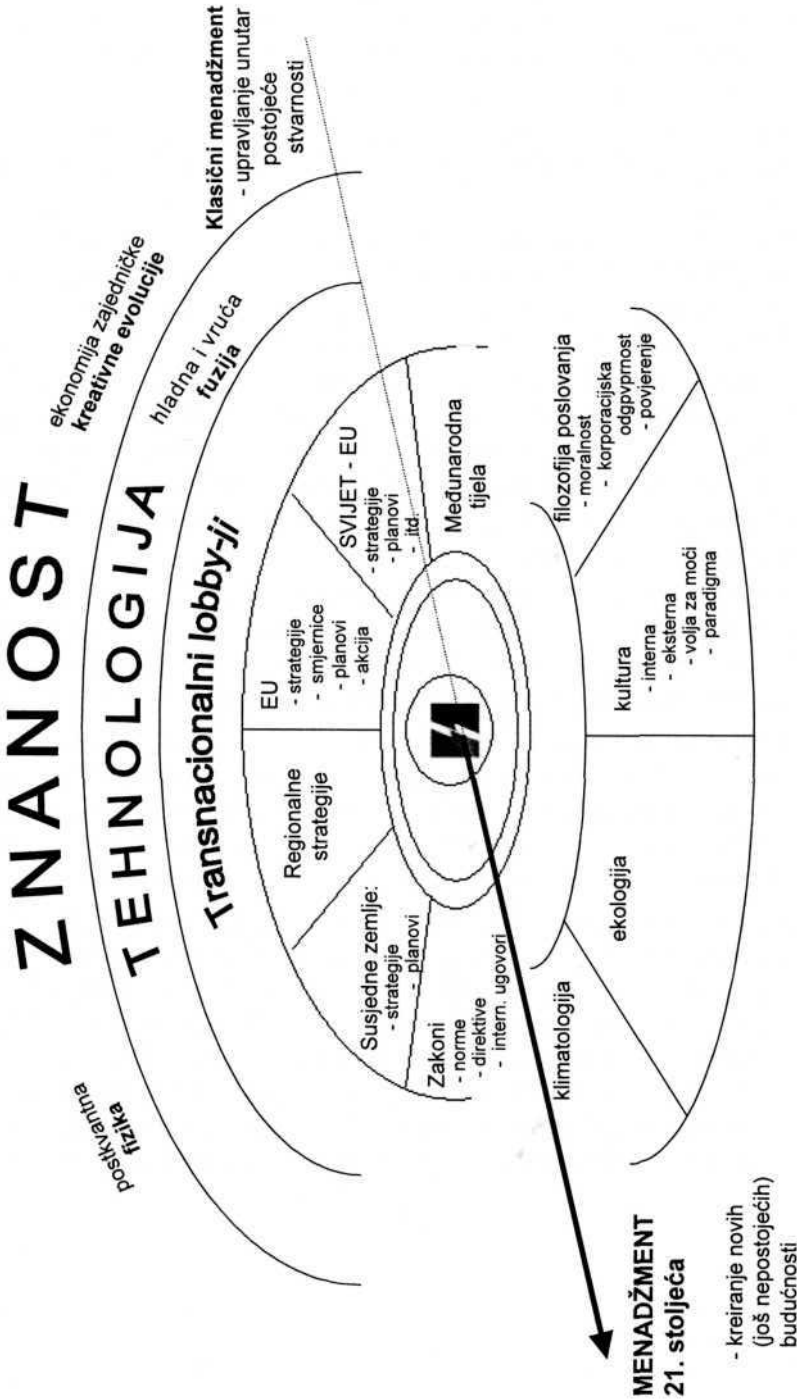 ZNANOST
ekonomija zajedničke
kreativne evolucije
Postkvantna
fizika
TEHNOLOGIJA
hladna i vruća
fuzija
Klasični menadžment
- upravljanje unutar
postojeće
stvarnosti
Transnacionalni lobby-ji
Zakoni
- norme
- direktive
- intern. ugovori
Susjedne zemlje:
- strategije
- planovi
Regionalne
strategije
EU
- strategije
- smjernice
- planovi
- akcija
SVIJET - EU
- strategije
- planovi
- itd.
Međunarodna
tijela
klimatologija
ekologija
kultura
- interna
- eksterna
- volja za moći
- paradigma
filozofija poslovanja
- moralnost
- korporacijska
odgpvprnost
- povjerenje
MENADŽMENT
21. stoljeća
- kreiranje novih
(još nepostojećih)
budućnosti